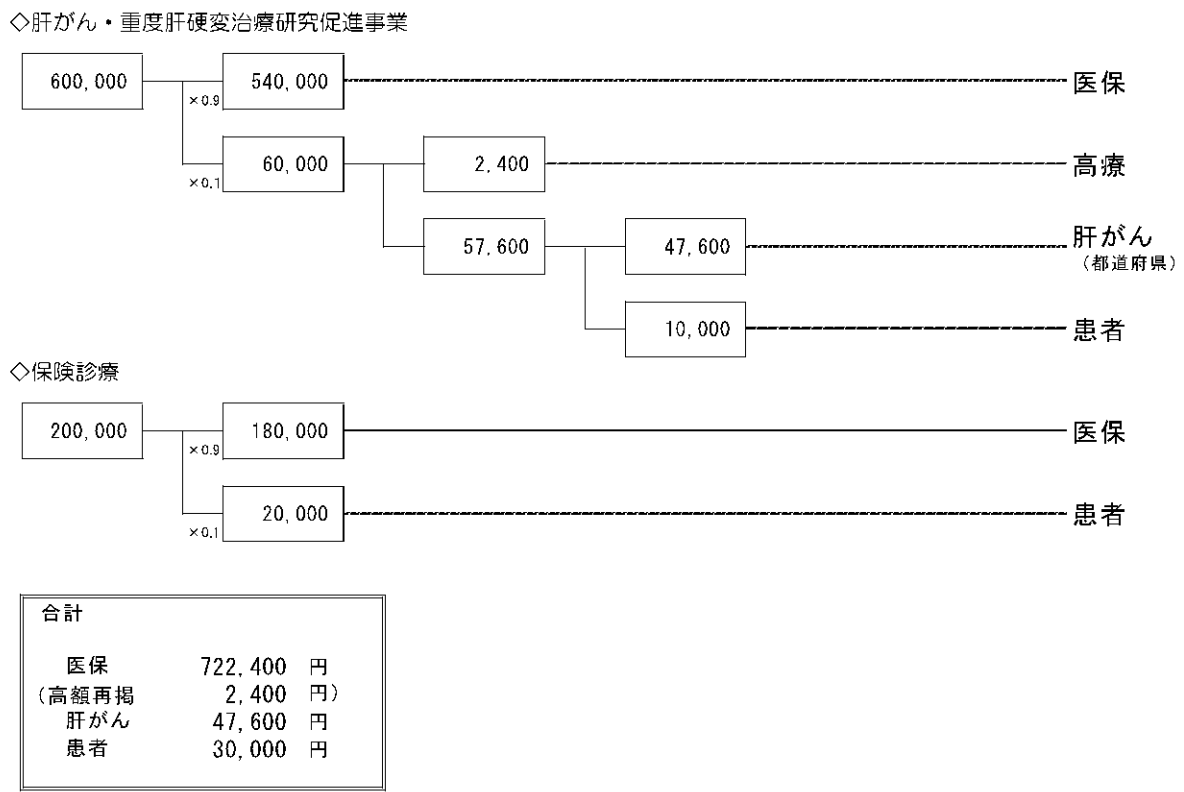 ◇肝がん・重度肝硬変治療研究促進事業
600,000
×0.9
540,000
医保
×0.1
60,000
2,400
高療
57,600
47,600
肝がん
（都道府県）
10,000
患者
◇保険診療
200,000
×0.9
180,000
医保
×0.1
20,000
患者
合計
医保 722,400 円
（高額再掲 2,400 円）
肝がん 47,600 円
患者 30,000 円